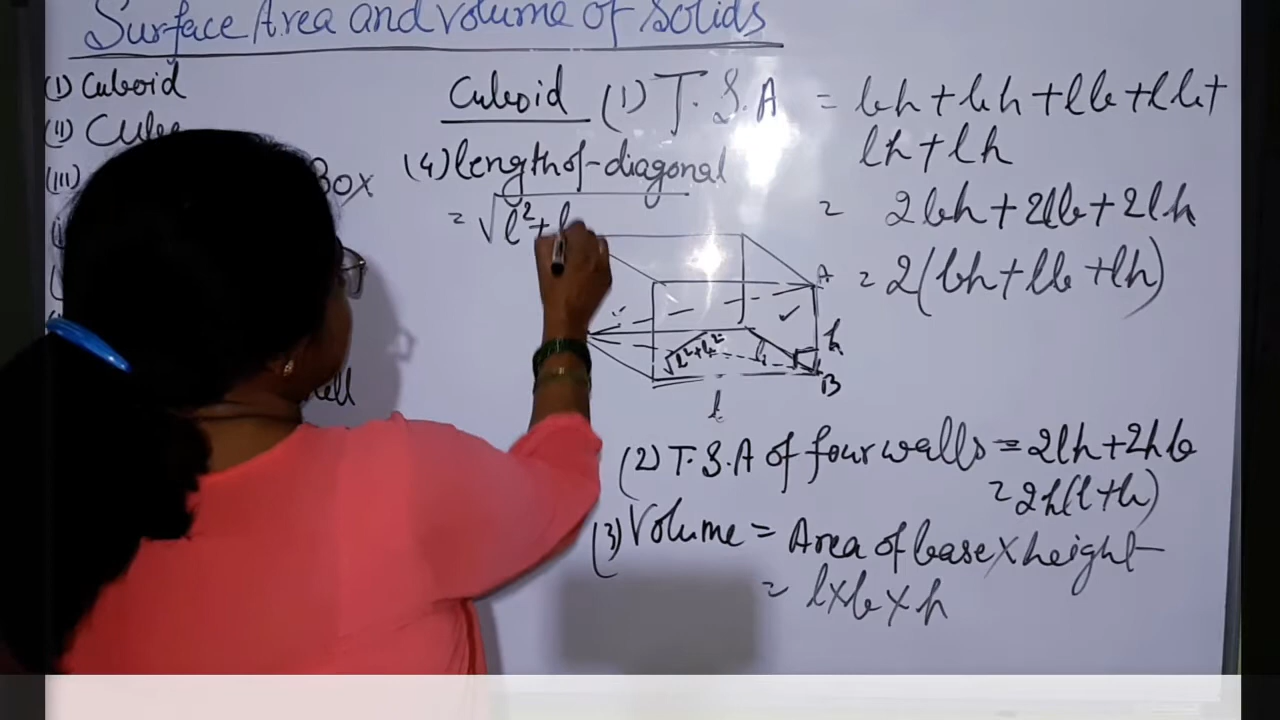 Surface Area and volume of Solids
(I) Cuboid
(II) Cube
(III) Box
Cuboid (1) T.S.A = bh + bh + lb + lb +
lh + lh
= 2bh + 2lb + 2lh
= 2(bh + lb + lh)
(4) length of diagonal
= √l² + b
A
h
√l²+b²
b
B
l
(2) T.S.A of four walls = 2lh + 2hb
= 2h(l+b)
(3) Volume = Area of base × height
= l×b×h